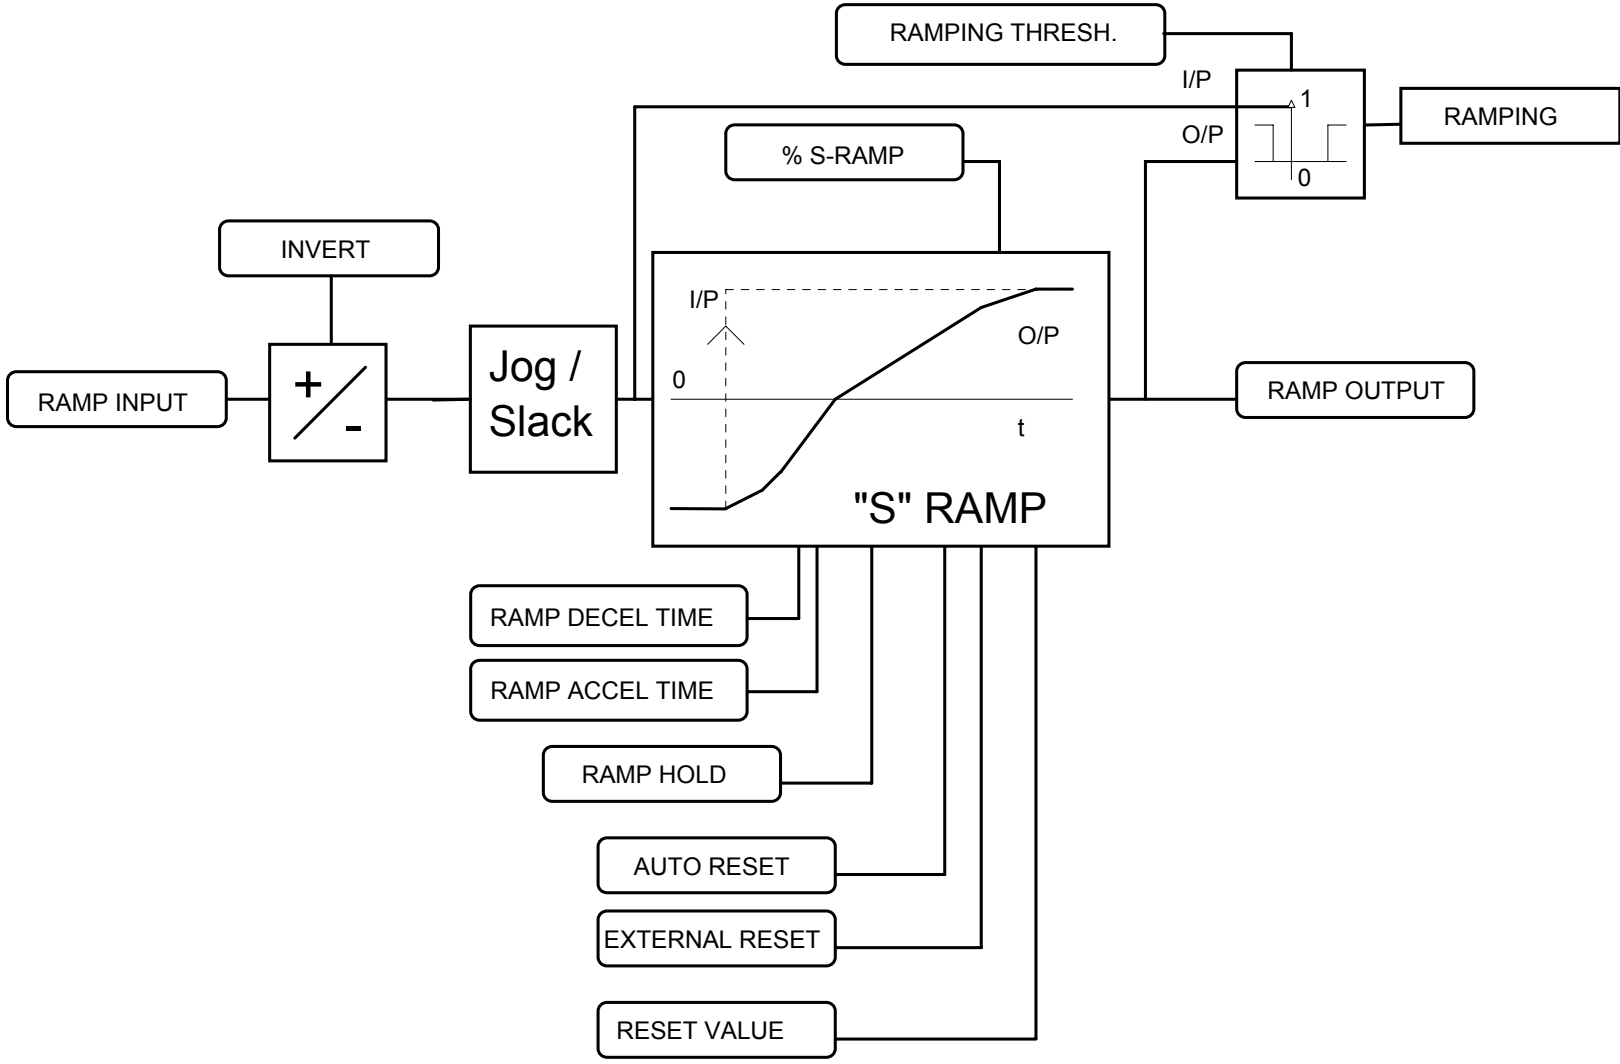 RAMPING THRESH.
I/P
1
RAMPING
O/P
0
% S-RAMP
INVERT
I/P
O/P
0
t
"S" RAMP
+
-
Jog /
Slack
RAMP INPUT
RAMP OUTPUT
RAMP DECEL TIME
RAMP ACCEL TIME
RAMP HOLD
AUTO RESET
EXTERNAL RESET
RESET VALUE